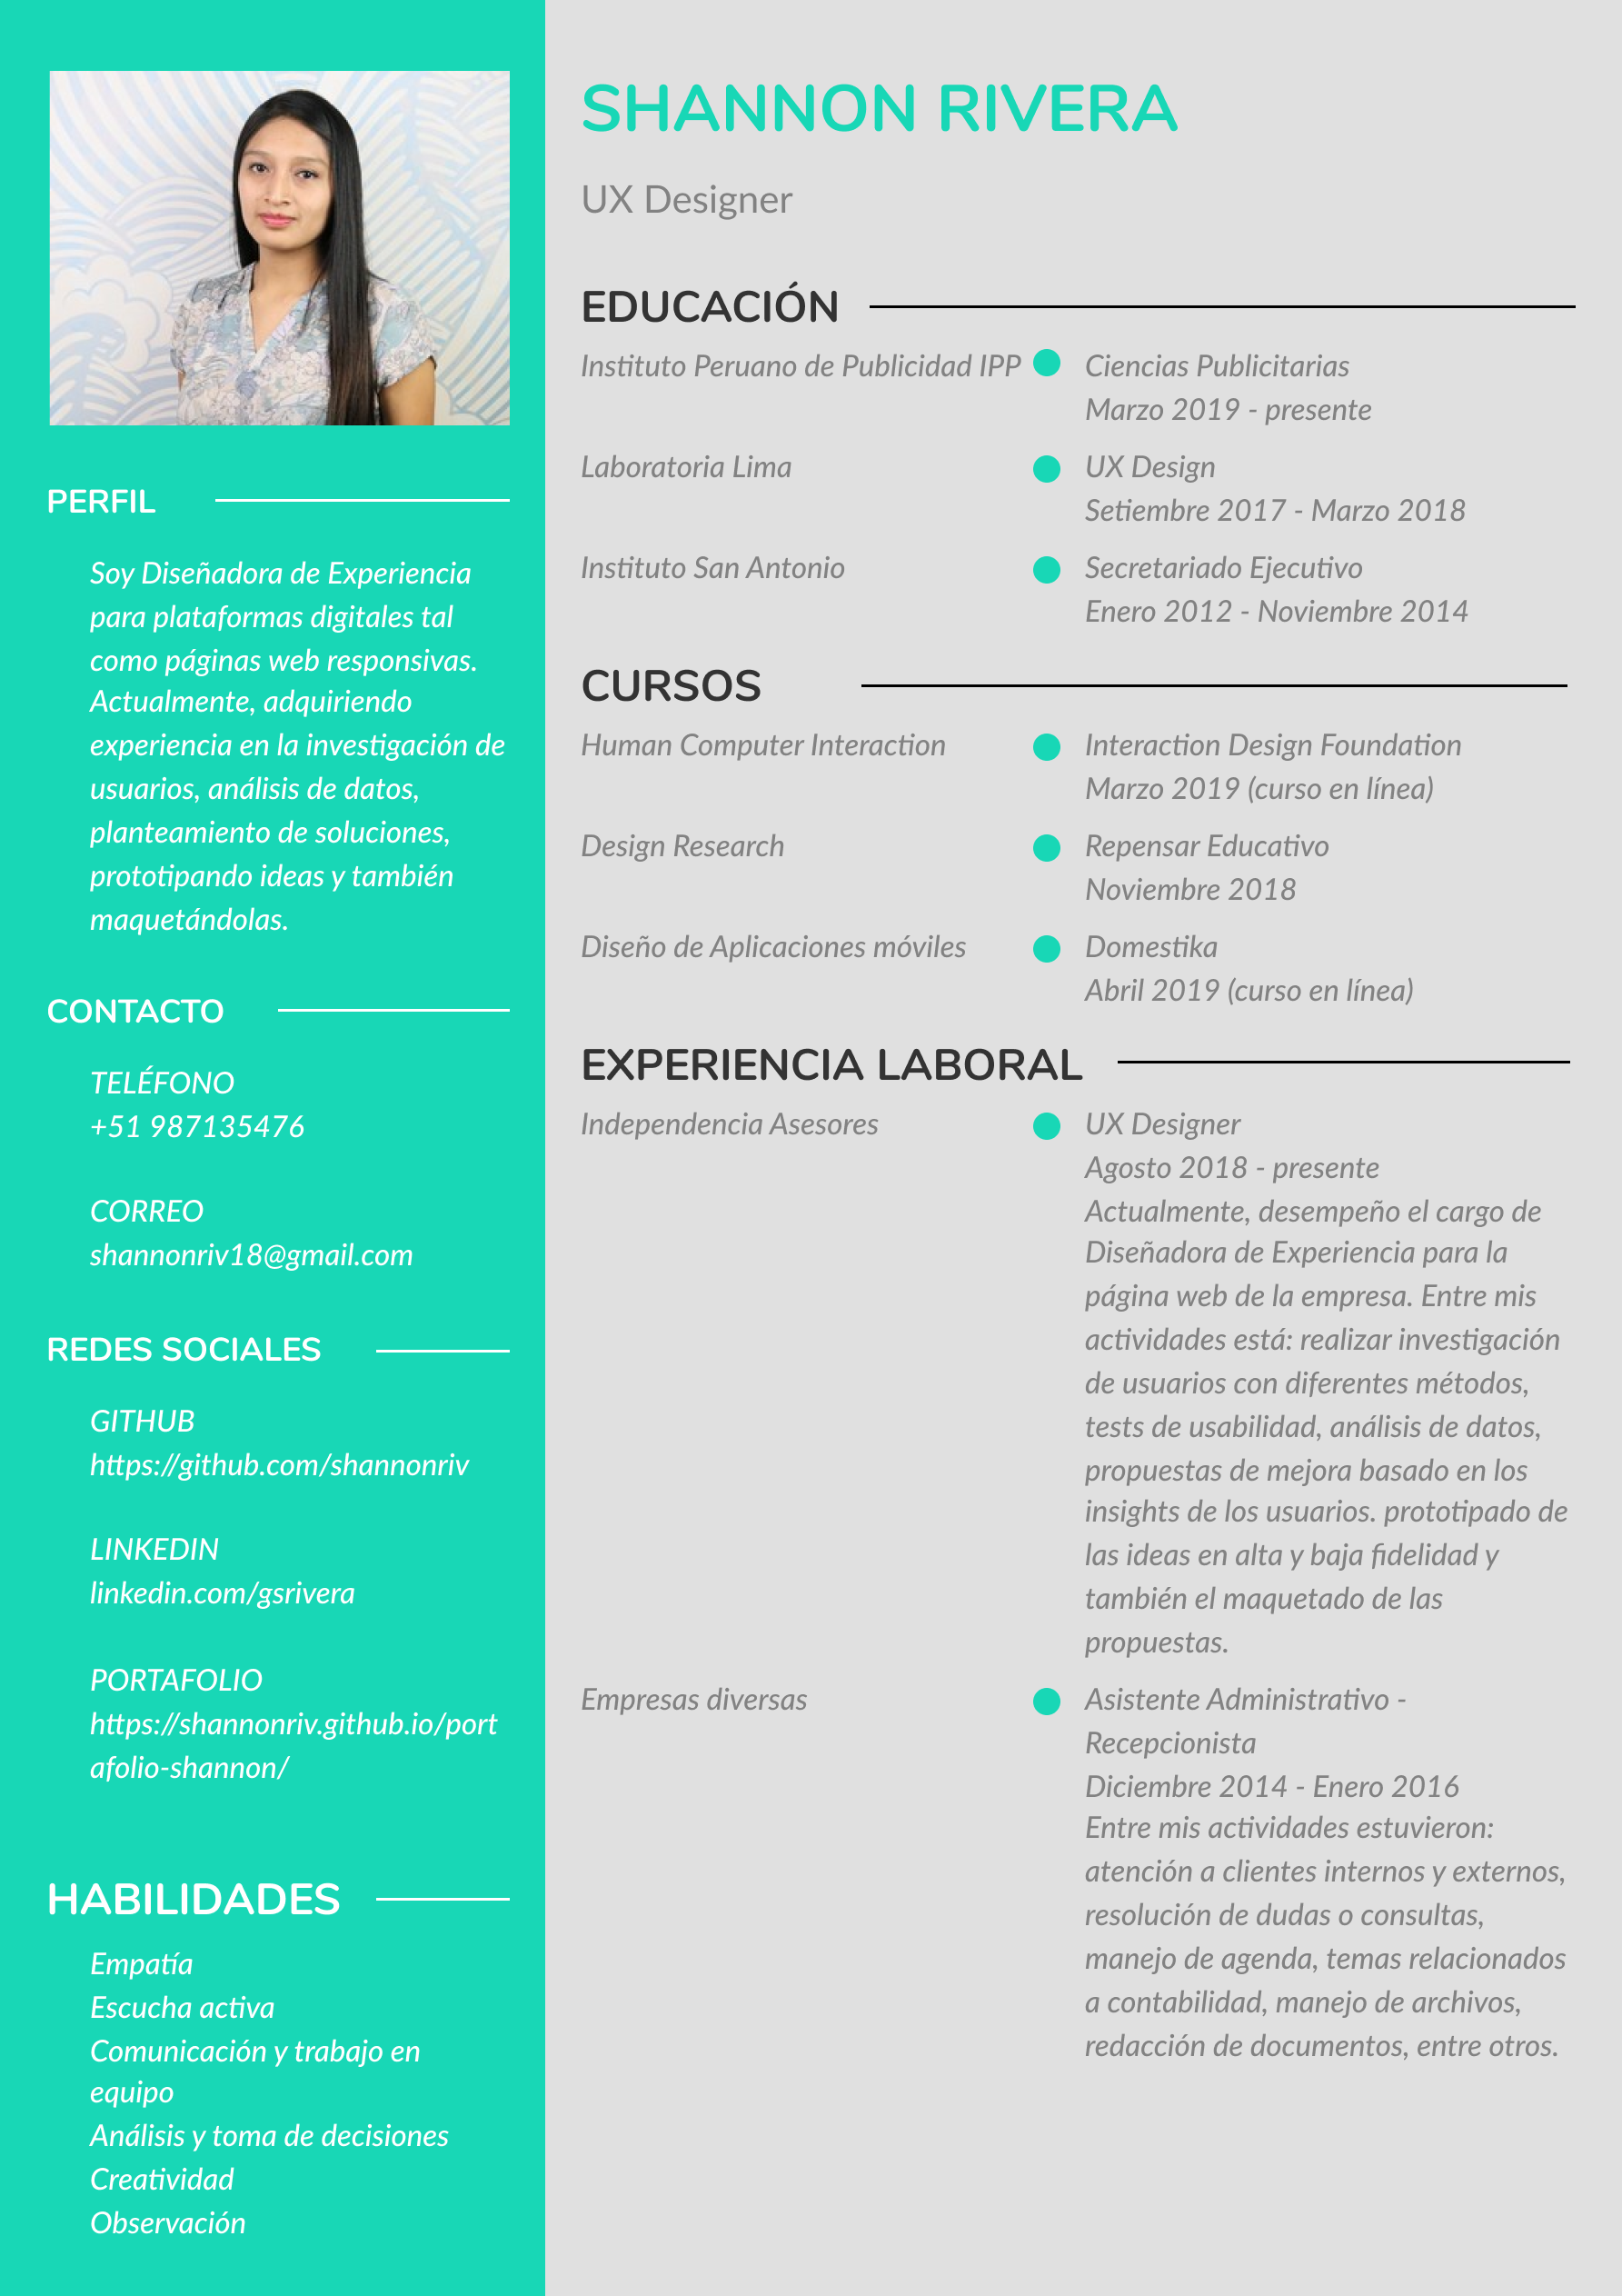 PERFIL
Soy Diseñadora de Experiencia
para plataformas digitales tal
como páginas web responsivas.
Actualmente, adquiriendo
experiencia en la investigación de
usuarios, análisis de datos,
planteamiento de soluciones,
prototipando ideas y también
maquetándolas.
CONTACTO
TELÉFONO
+51 987135476
CORREO
shannonriv18@gmail.com
REDES SOCIALES
GITHUB
https://github.com/shannonriv
LINKEDIN
linkedin.com/gsrivera
PORTAFOLIO
https://shannonriv.github.io/port
afolio-shannon/
HABILIDADES
Empatía
Escucha activa
Comunicación y trabajo en
equipo
Análisis y toma de decisiones
Creatividad
Observación
SHANNON RIVERA
UX Designer
EDUCACIÓN
Instituto Peruano de Publicidad IPP
Ciencias Publicitarias
Marzo 2019 - presente
Laboratoria Lima
UX Design
Setiembre 2017 - Marzo 2018
Instituto San Antonio
Secretariado Ejecutivo
Enero 2012 - Noviembre 2014
CURSOS
Human Computer Interaction
Interaction Design Foundation
Marzo 2019 (curso en línea)
Design Research
Repensar Educativo
Noviembre 2018
Diseño de Aplicaciones móviles
Domestika
Abril 2019 (curso en línea)
EXPERIENCIA LABORAL
Independencia Asesores
UX Designer
Agosto 2018 - presente
Actualmente, desempeño el cargo de
Diseñadora de Experiencia para la
página web de la empresa. Entre mis
actividades está: realizar investigación
de usuarios con diferentes métodos,
tests de usabilidad, análisis de datos,
propuestas de mejora basado en los
insights de los usuarios. prototipado de
las ideas en alta y baja fidelidad y
también el maquetado de las
propuestas.
Empresas diversas
Asistente Administrativo -
Recepcionista
Diciembre 2014 - Enero 2016
Entre mis actividades estuvieron:
atención a clientes internos y externos,
resolución de dudas o consultas,
manejo de agenda, temas relacionados
a contabilidad, manejo de archivos,
redacción de documentos, entre otros.